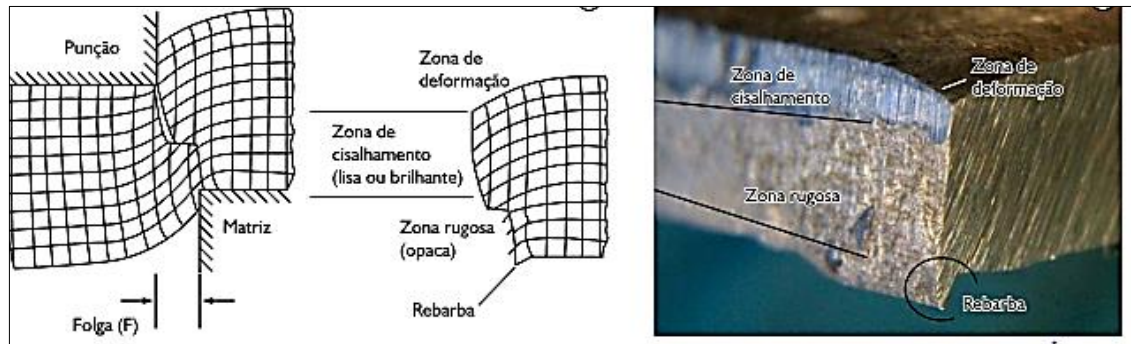 Punção
Matriz
Folga (F)
Zona de
deformação
Zona de
cisalhamento
(lisa ou brilhante)
Zona rugosa
(opaca)
Rebarba
Zona de
cisalhamento
Zona de
deformação
Zona rugosa
Rebarba